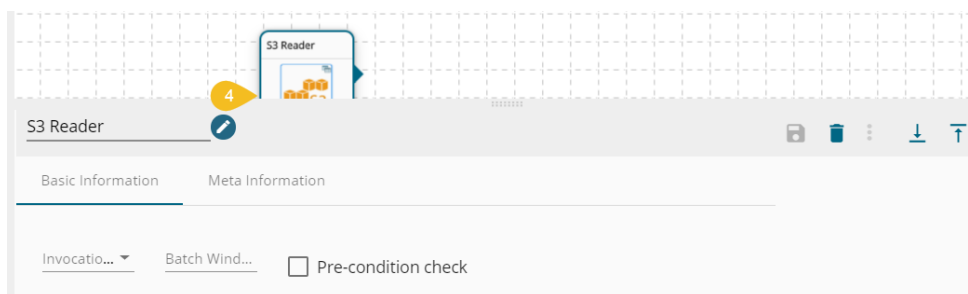 S3 Reader
4
S3 Reader
Basic Information Meta Information
Invocatio... Batch Wind... Pre-condition check